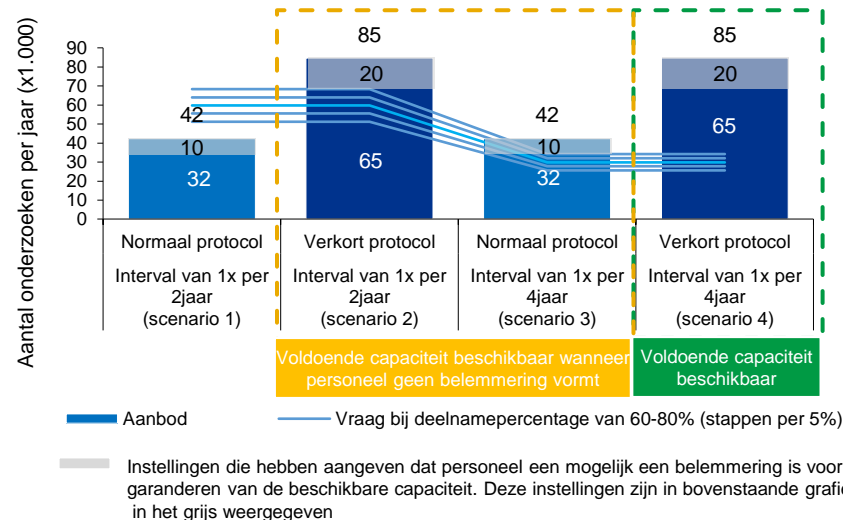 Aantal onderzoeken per jaar (x1.000)
90
80
70
60
50
40
30
20
10
0
42
10
32
85
20
65
42
10
32
85
20
65
Normaal protocol
Interval van 1x per
2jaar
(scenario 1)
Verkort protocol
Interval van 1x per
2jaar
(scenario 2)
Normaal protocol
Interval van 1x per
4jaar
(scenario 3)
Verkort protocol
Interval van 1x per
4jaar
(scenario 4)
Voldoende capaciteit beschikbaar wanneer
personeel geen belemmering vormt
Voldoende capaciteit
beschikbaar
Aanbod
Vraag bij deelnamepercentage van 60-80% (stappen per 5%)
Instellingen die hebben aangeven dat personeel een mogelijk een belemmering is voor
garanderen van de beschikbare capaciteit. Deze instellingen zijn in bovenstaande grafie
in het grijs weergegeven